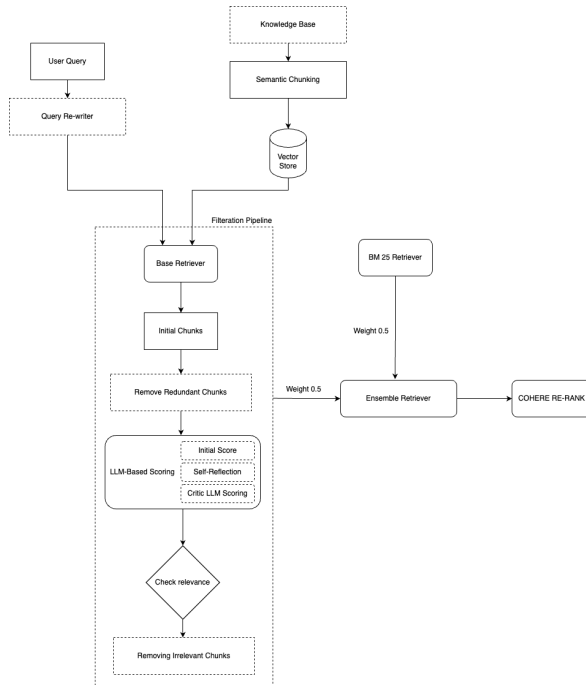 Knowledge Base
User Query
Semantic Chunking
Query Re-writer
Vector
Store
Filteration Pipeline
Base Retriever
BM 25 Retriever
Initial Chunks
Weight 0.5
Remove Redundant Chunks
Weight 0.5
Ensemble Retriever
COHERE RE-RANK
Initial Score
LLM-Based Scoring
Self-Reflection
Critic LLM Scoring
Check relevance
Removing Irrelevant Chunks